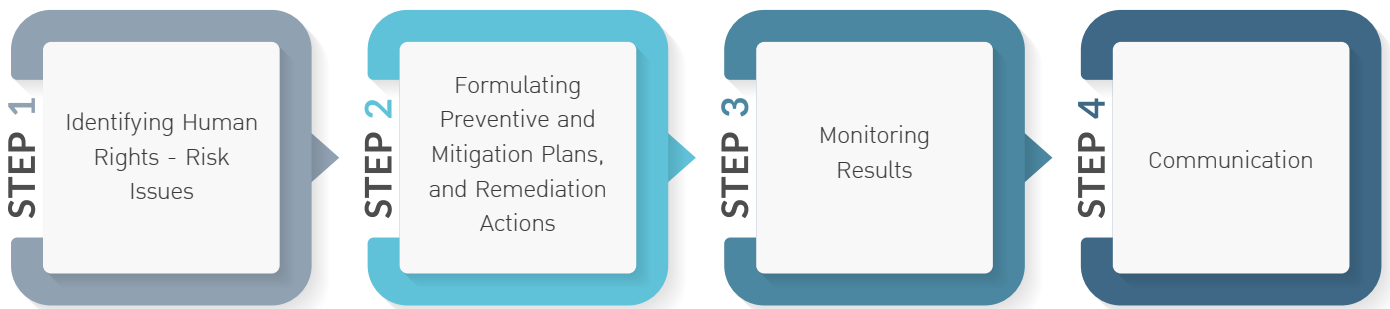 STEP 1
Identifying Human
Rights - Risk
Issues
STEP 2
Formulating
Preventive and
Mitigation Plans,
and Remediation
Actions
STEP 3
Monitoring
Results
STEP 4
Communication